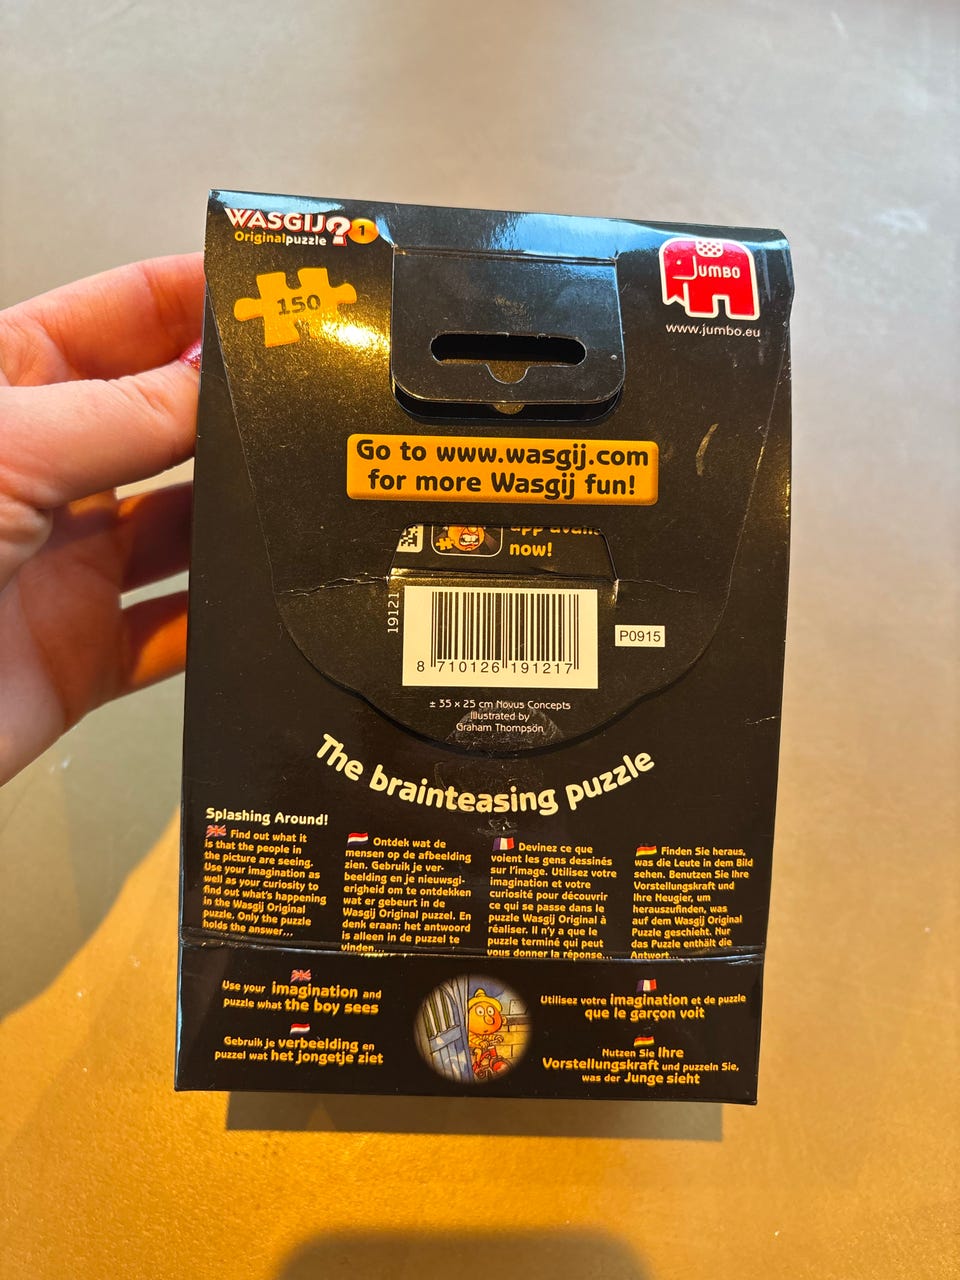 WASGIJ?
Originalpuzzle
1
150
JUMBO
www.jumbo.eu
Go to www.wasgij.com
for more Wasgij fun!
now!
19121
8 710126 191217
P0915
± 35 x 25 cm Novus Concepts
Illustrated by
Graham Thompson
The brainteasing puzzle
Splashing Around!
Find out what it
is that the people in
the picture are seeing.
Use your imagination as
well as your curiosity to
find out what's happening
in the Wasgij Original
puzzle. Only the puzzle
holds the answer...
Ontdek wat de
mensen op de afbeelding
zien. Gebruik je ver-
beelding en je nieuwsgi-
erigheid om te ontdekken
wat er gebeurt in de
Wasgij Original puzzel. En
denk eraan: het antwoord
is alleen in de puzzel te
vinden...
Devinez ce que
voient les gens dessinés
sur l'image. Utilisez votre
imagination et votre
curiosité pour découvrir
ce qui se passe dans le
puzzle Wasgij Original à
réaliser. Il n'y a que le
puzzle terminé qui peut
vous donner la réponse...
Finden Sie heraus,
was die Leute in dem Bild
sehen. Benutzen Sie Ihre
Vorstellungskraft und
Ihre Neugier, um
herauszufinden, was
auf dem Wasgij Original
Puzzle geschieht. Nur
das Puzzle enthält die
Antwort...
Use your imagination and
puzzle what the boy sees
Gebruik je verbeelding en
puzzel wat het jongetje ziet
Utilisez votre imagination et de puzzle
que le garçon voit
Nutzen Sie Ihre
Vorstellungskraft und puzzeln Sie,
was der Junge sieht